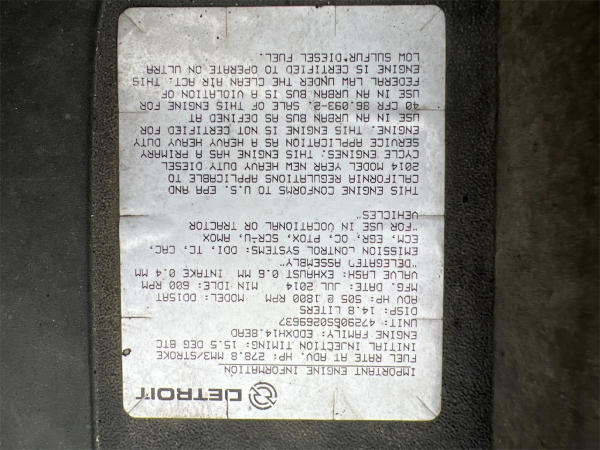 DETROIT
IMPORTANT ENGINE INFORMATION
FUEL RATE AT ADV. HP: 278.8 MM3/STROKE
INITIAL INJECTION TIMING: 15.5 DEG BTC
ENGINE FAMILY: EDDXH14.8EAD
UNIT: 472906S0269637
DISP: 14.8 LITERS
ADV HP: 505 @ 1800 RPM MODEL: DD15AT
MFG. DATE: JUL 2014 MIN IDLE: 600 RPM
VALVE LASH: EXHAUST 0.6 MM INTAKE 0.4 MM
"DELEGATED ASSEMBLY"
EMISSION CONTROL SYSTEMS: DDI, TC, CAC,
ECM, EGR, OC, PTOX, SCR-U, AMOX
"FOR USE IN VOCATIONAL OR TRACTOR
VEHICLES"
THIS ENGINE CONFORMS TO U.S. EPA AND
CALIFORNIA REGULATIONS APPLICABLE TO
2014 MODEL YEAR NEW HEAVY DUTY DIESEL
CYCLE ENGINES. THIS ENGINE HAS A PRIMARY
SERVICE APPLICATION AS A HEAVY HEAVY DUTY
ENGINE. THIS ENGINE IS NOT CERTIFIED FOR
USE IN AN URBAN BUS AS DEFINED AT
40 CFR 86.093-2. SALE OF THIS ENGINE FOR
USE IN AN URBAN BUS IS A VIOLATION OF
FEDERAL LAW UNDER THE CLEAN AIR ACT. THIS
ENGINE IS CERTIFIED TO OPERATE ON ULTRA
LOW SULFUR DIESEL FUEL.